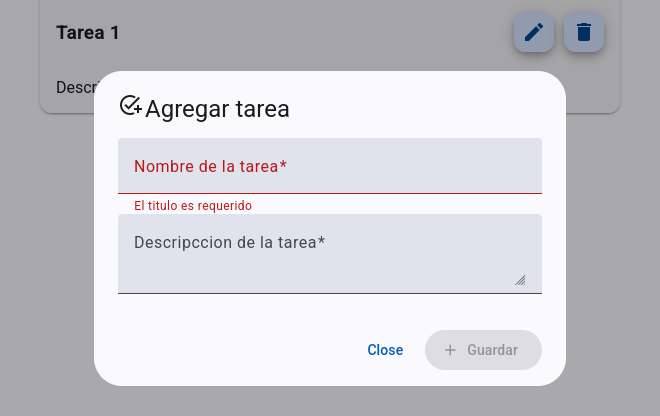 Tarea 1
Descr
Agregar tarea
Nombre de la tarea*
El titulo es requerido
Descripccion de la tarea*
Close
+ Guardar